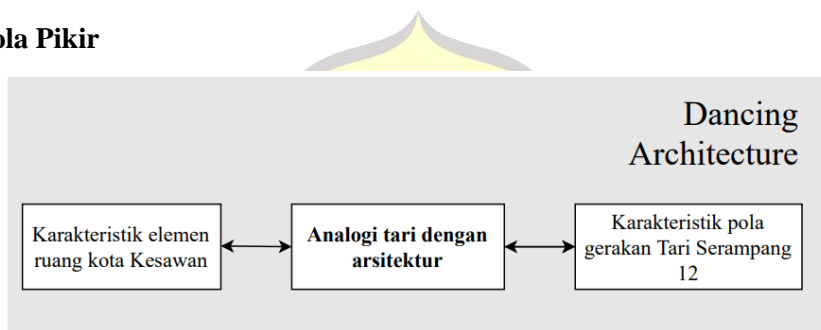 ola Pikir
Dancing
Architecture
Karakteristik elemen
ruang kota Kesawan
Analogi tari dengan
arsitektur
Karakteristik pola
gerakan Tari Serampang
12